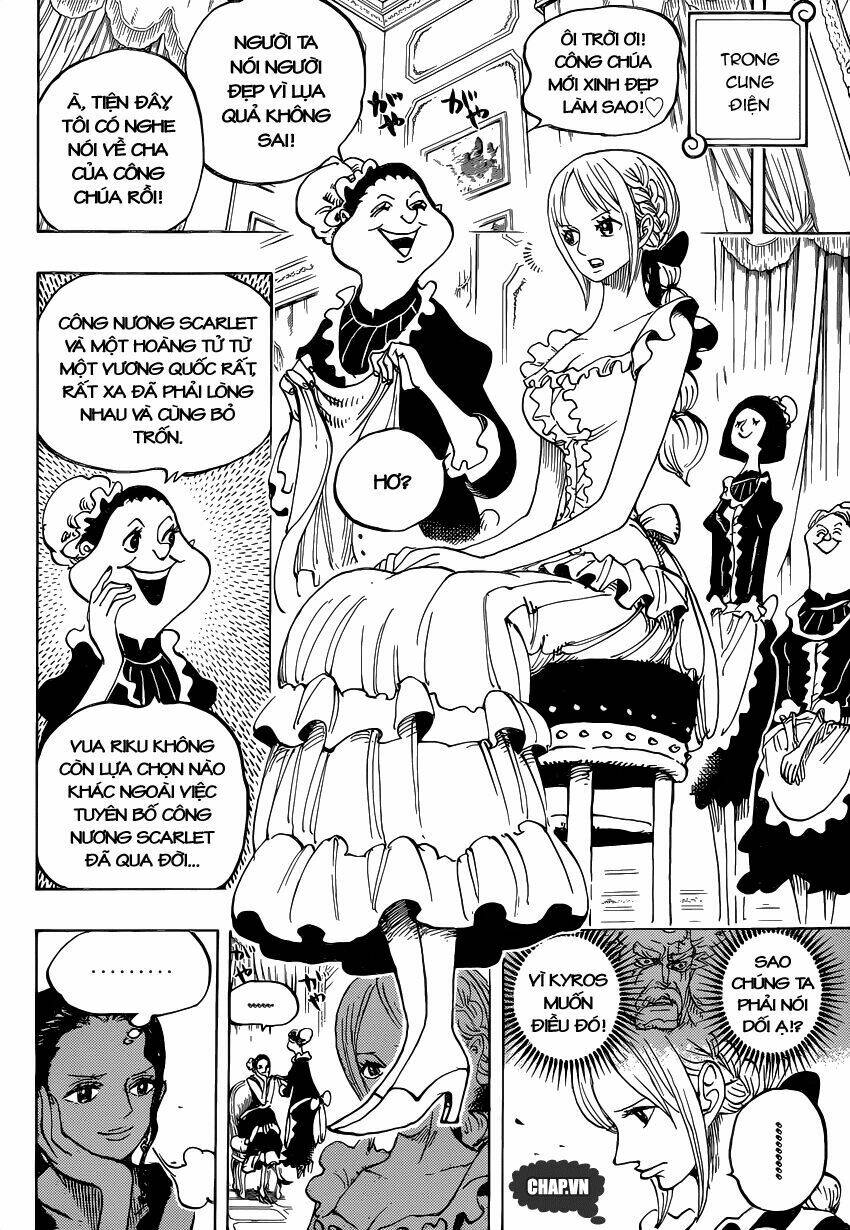 TRONG
CUNG
ĐIỆN
ÔI TRỜI ƠI!
CÔNG CHÚA
MỚI XINH ĐẸP
LÀM SAO!♡
NGƯỜI TA
NÓI NGƯỜI
ĐẸP VÌ LỤA
QUẢ KHÔNG
SAI!
À, TIỆN ĐÂY,
TÔI CÓ NGHE
NÓI VỀ CHA
CỦA CÔNG
CHÚA RỒI!
がや
がや
HƠ?
CÔNG NƯƠNG SCARLET
VÀ MỘT HOÀNG TỬ TỪ
MỘT VƯƠNG QUỐC RẤT,
RẤT XA ĐÃ PHẢI LÒNG
NHAU VÀ CÙNG BỎ
TRỐN.
VUA RIKU KHÔNG
CÒN LỰA CHỌN NÀO
KHÁC NGOÀI VIỆC
TUYÊN BỐ CÔNG
NƯƠNG SCARLET
ĐÃ QUA ĐỜI...
SAO
CHÚNG TA
PHẢI NÓI
DỐI Ạ!?
VÌ KYROS
MUỐN
ĐIỀU ĐÓ!
..........
........
.........
CHAP.VN